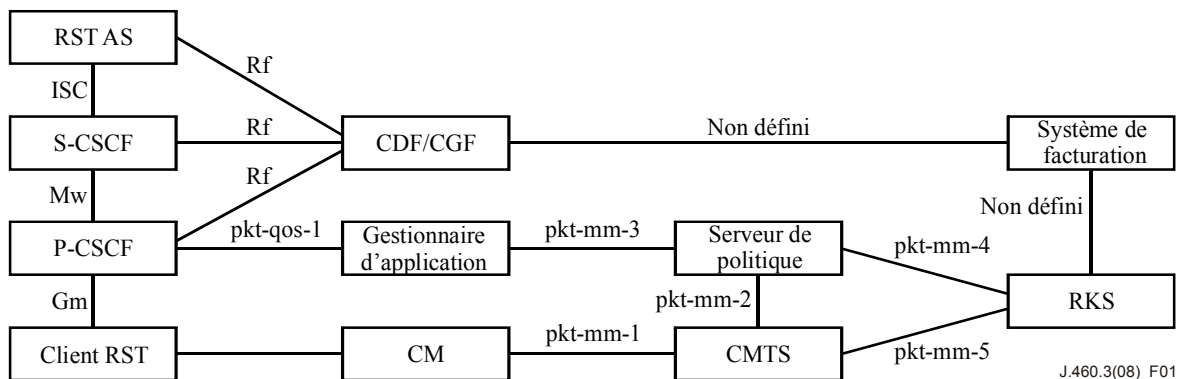 RST AS
Rf
ISC
S-CSCF
Rf
CDF/CGF
Non défini
Système de
facturation
Mw
Rf
Non défini
P-CSCF
pkt-qos-1
Gestionnaire
d'application
pkt-mm-3
Serveur de
politique
pkt-mm-4
Gm
pkt-mm-2
RKS
Client RST
CM
pkt-mm-1
CMTS
pkt-mm-5
J.460.3(08)_F01